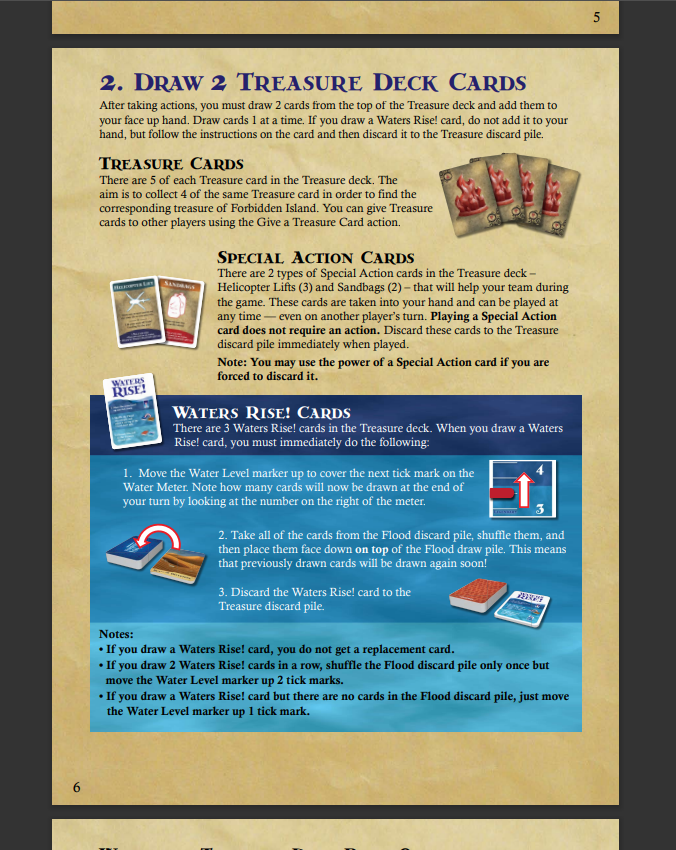 5
2. Draw 2 Treasure Deck Cards
After taking actions, you must draw 2 cards from the top of the Treasure deck and add them to
your face up hand. Draw cards 1 at a time. If you draw a Waters Rise! card, do not add it to your
hand, but follow the instructions on the card and then discard it to the Treasure discard pile.
Treasure Cards
There are 5 of each Treasure card in the Treasure deck. The
aim is to collect 4 of the same Treasure card in order to find the
corresponding treasure of Forbidden Island. You can give Treasure
cards to other players using the Give a Treasure Card action.
Special Action Cards
There are 2 types of Special Action cards in the Treasure deck –
Helicopter Lifts (3) and Sandbags (2) – that will help your team during
the game. These cards are taken into your hand and can be played at
any time — even on another player's turn. Playing a Special Action
card does not require an action. Discard these cards to the Treasure
discard pile immediately when played.
Note: You may use the power of a Special Action card if you are
forced to discard it.
Helicopter Lift
Sandbags
Waters
Rise!
Waters Rise! Cards
There are 3 Waters Rise! cards in the Treasure deck. When you draw a Waters
Rise! card, you must immediately do the following:
1. Move the Water Level marker up to cover the next tick mark on the
Water Meter. Note how many cards will now be drawn at the end of
your turn by looking at the number on the right of the meter.
4
3
2. Take all of the cards from the Flood discard pile, shuffle them, and
then place them face down on top of the Flood draw pile. This means
that previously drawn cards will be drawn again soon!
3. Discard the Waters Rise! card to the
Treasure discard pile.
Notes:
• If you draw a Waters Rise! card, you do not get a replacement card.
• If you draw 2 Waters Rise! cards in a row, shuffle the Flood discard pile only once but
move the Water Level marker up 2 tick marks.
• If you draw a Waters Rise! card but there are no cards in the Flood discard pile, just move
the Water Level marker up 1 tick mark.
6